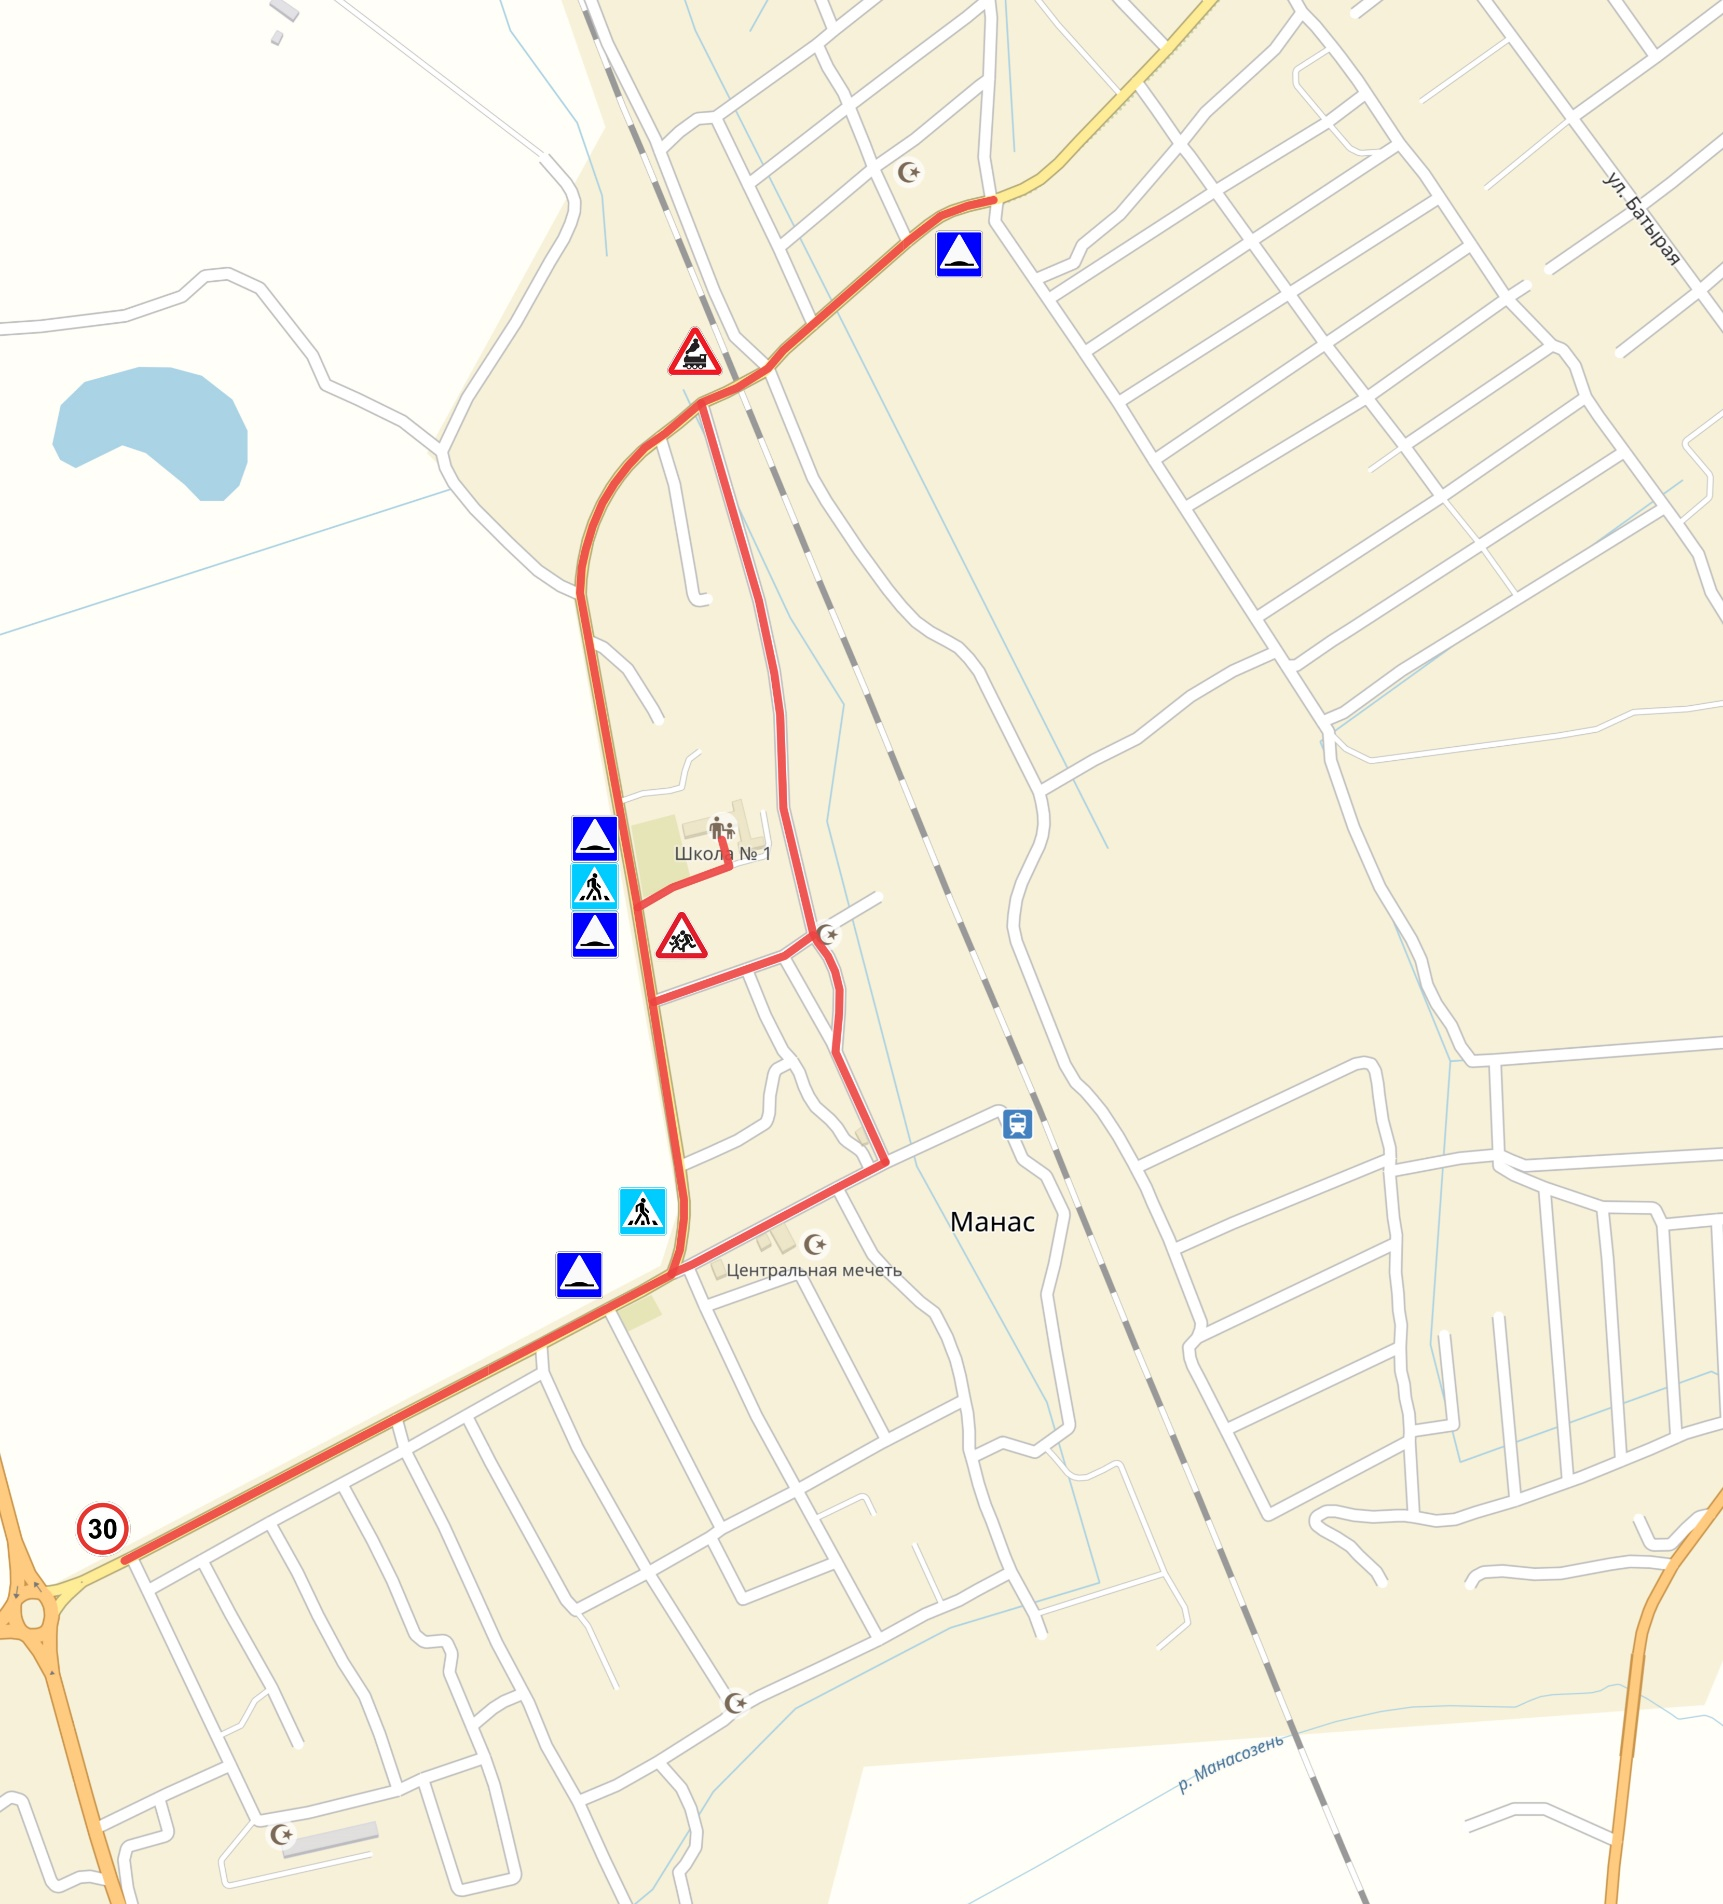 ул. Батырая
Школа № 1
Манас
Центральная мечеть
30
р. Манасозень